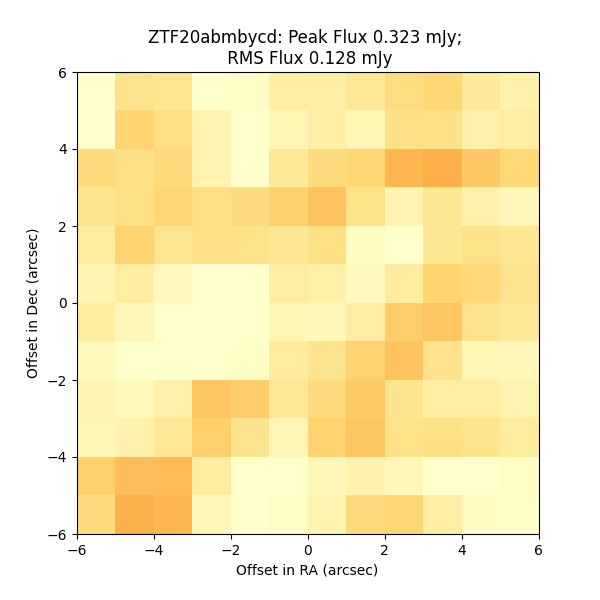 ZTF20abmbycd: Peak Flux 0.323 mJy;
RMS Flux 0.128 mJy
6
4
2
0
−2
−4
−6
Offset in Dec (arcsec)
−6 −4 −2 0 2 4 6
Offset in RA (arcsec)